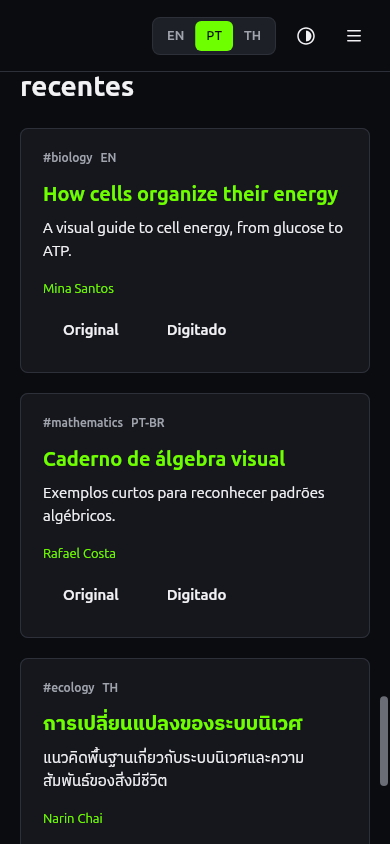 EN PT TH
recentes
#biology EN
How cells organize their energy
A visual guide to cell energy, from glucose to
ATP.
Mina Santos
Original Digitado
#mathematics PT-BR
Caderno de álgebra visual
Exemplos curtos para reconhecer padrões
algébricos.
Rafael Costa
Original Digitado
#ecology TH
การเปลี่ยนแปลงของระบบนิเวศ
แนวคิดพื้นฐานเกี่ยวกับระบบนิเวศและความ
สัมพันธ์ของสิ่งมีชีวิต
Narin Chai